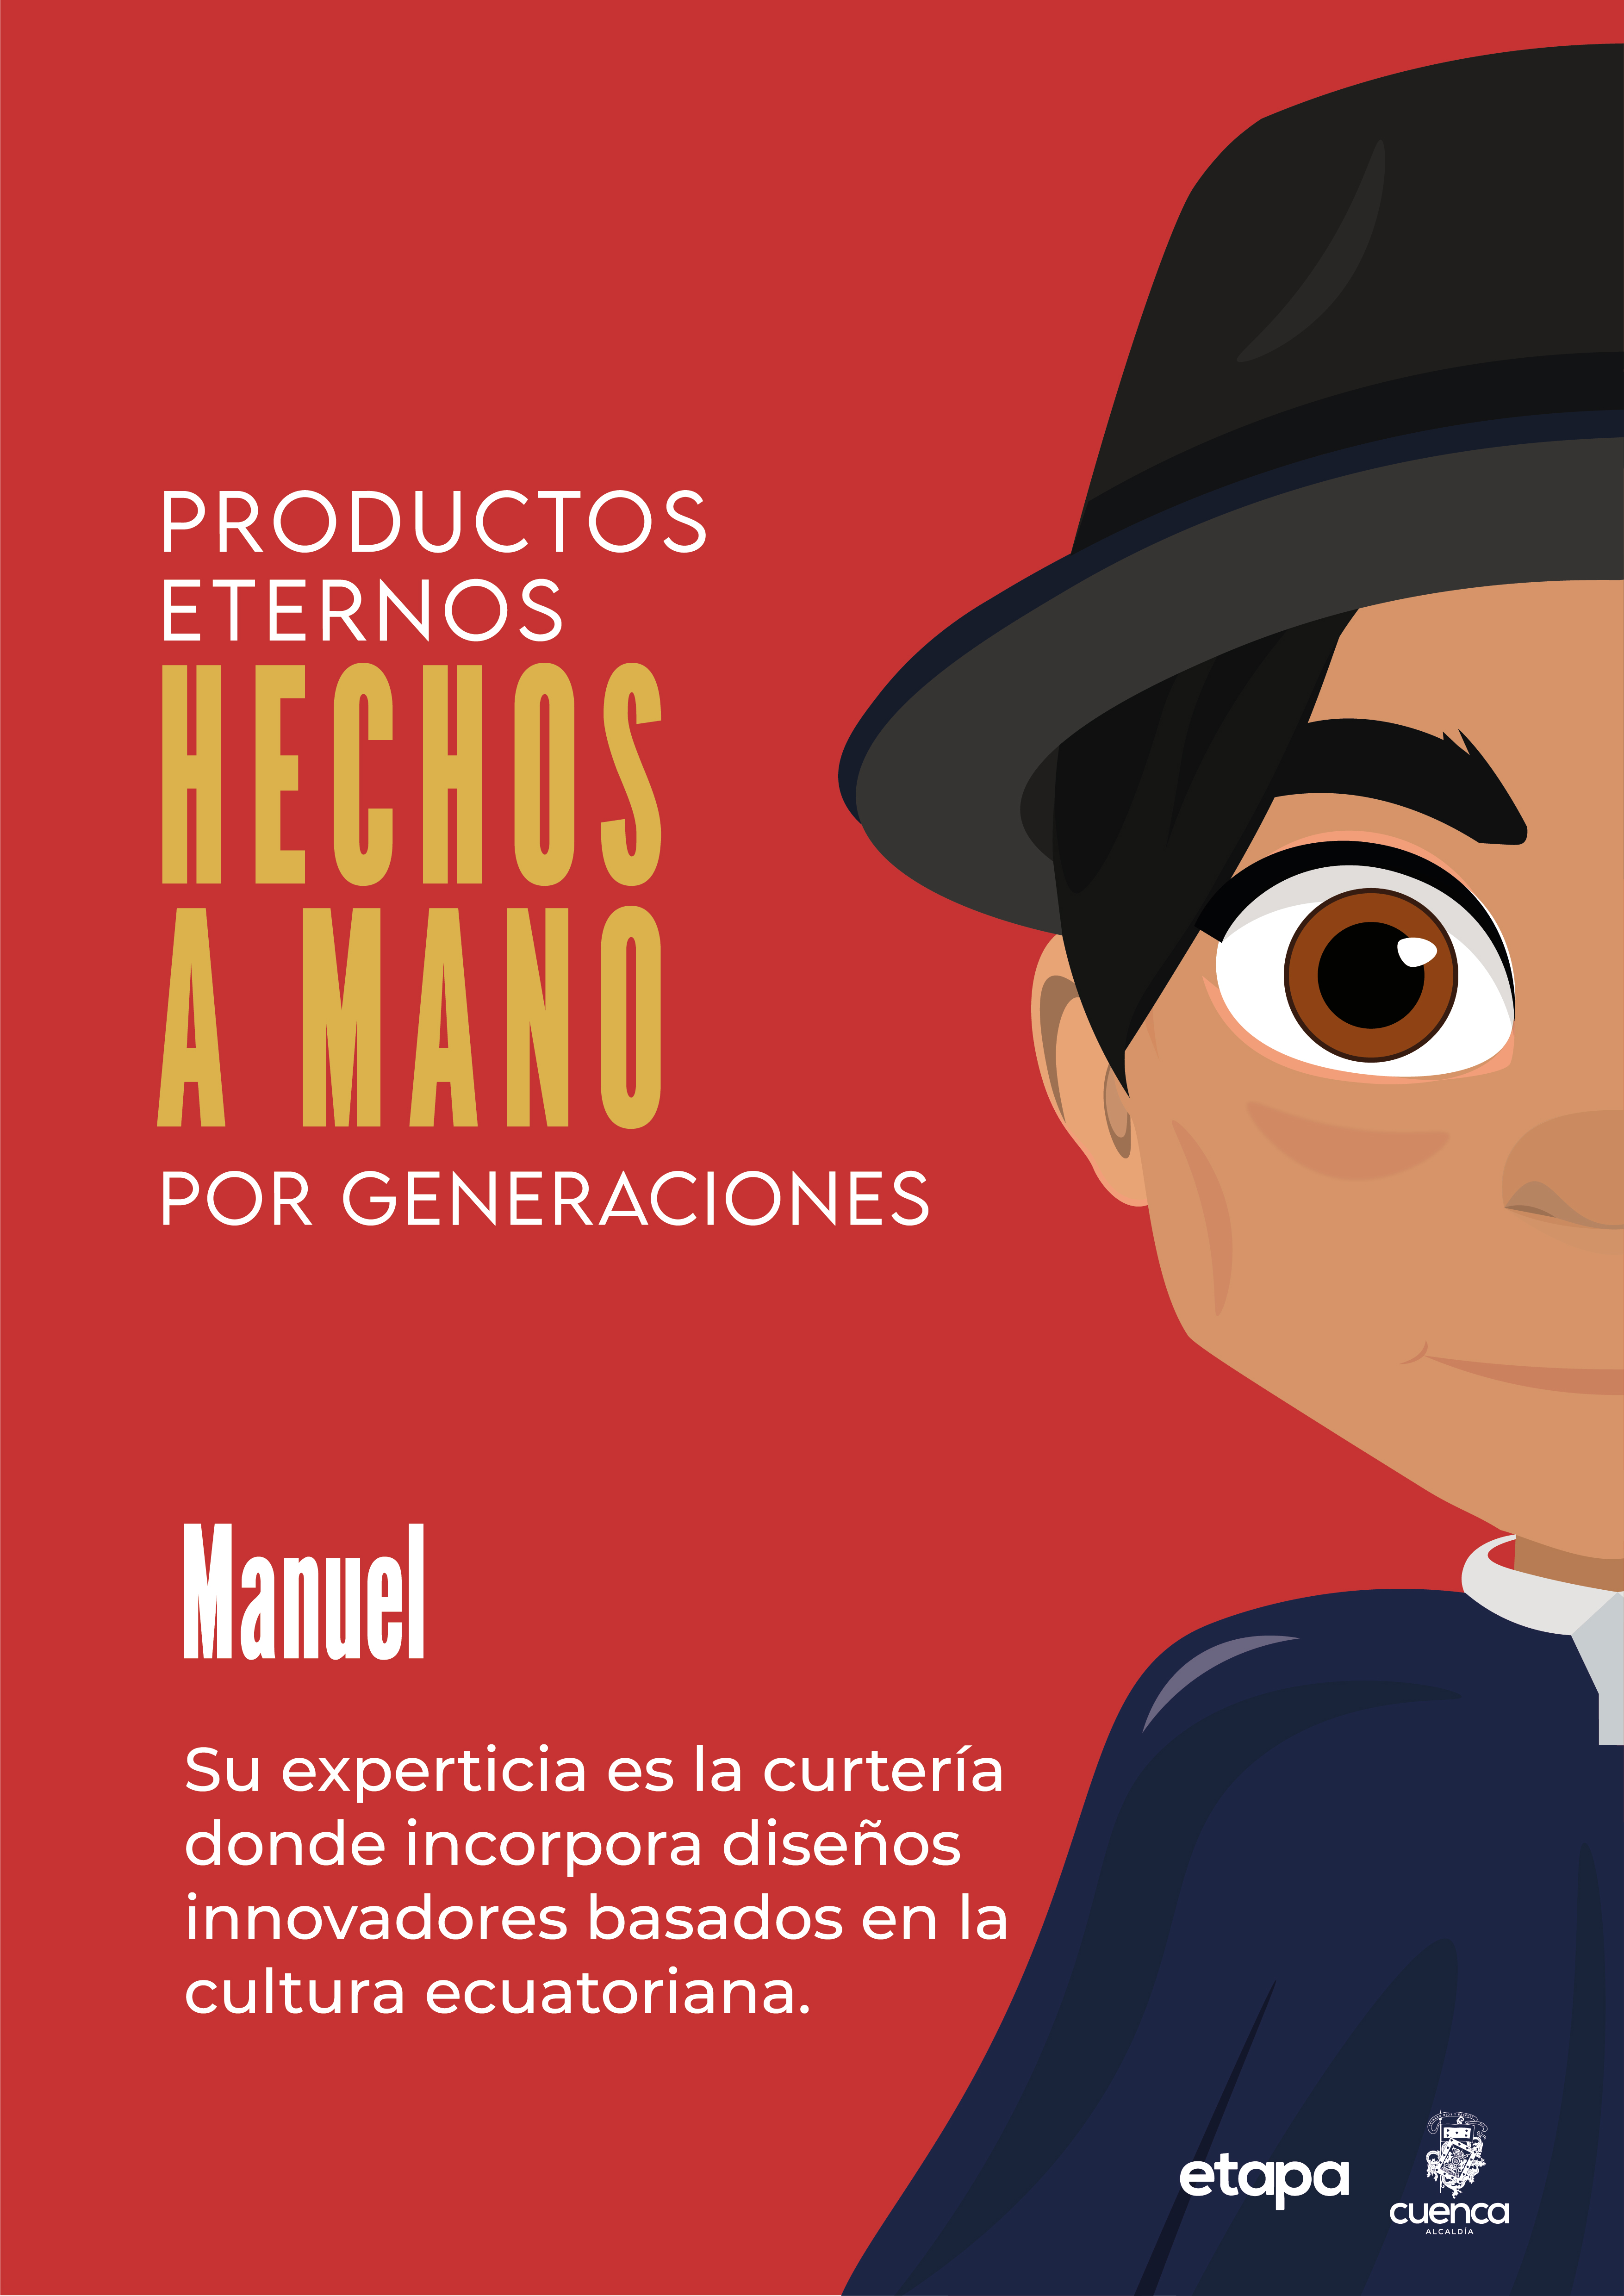 PRODUCTOS
ETERNOS
HECHOS
A MANO
POR GENERACIONES
Manuel
Su experticia es la curtería
donde incorpora diseños
innovadores basados en la
cultura ecuatoriana.
etapa
cuenca
ALCALDÍA